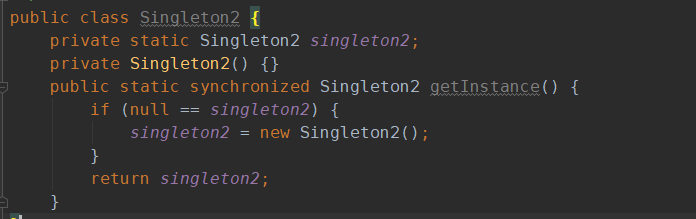 public class Singleton2 {
    private static Singleton2 singleton2;
    private Singleton2() {}
    public static synchronized Singleton2 getInstance() {
        if (null == singleton2) {
            singleton2 = new Singleton2();
        }
        return singleton2;
    }